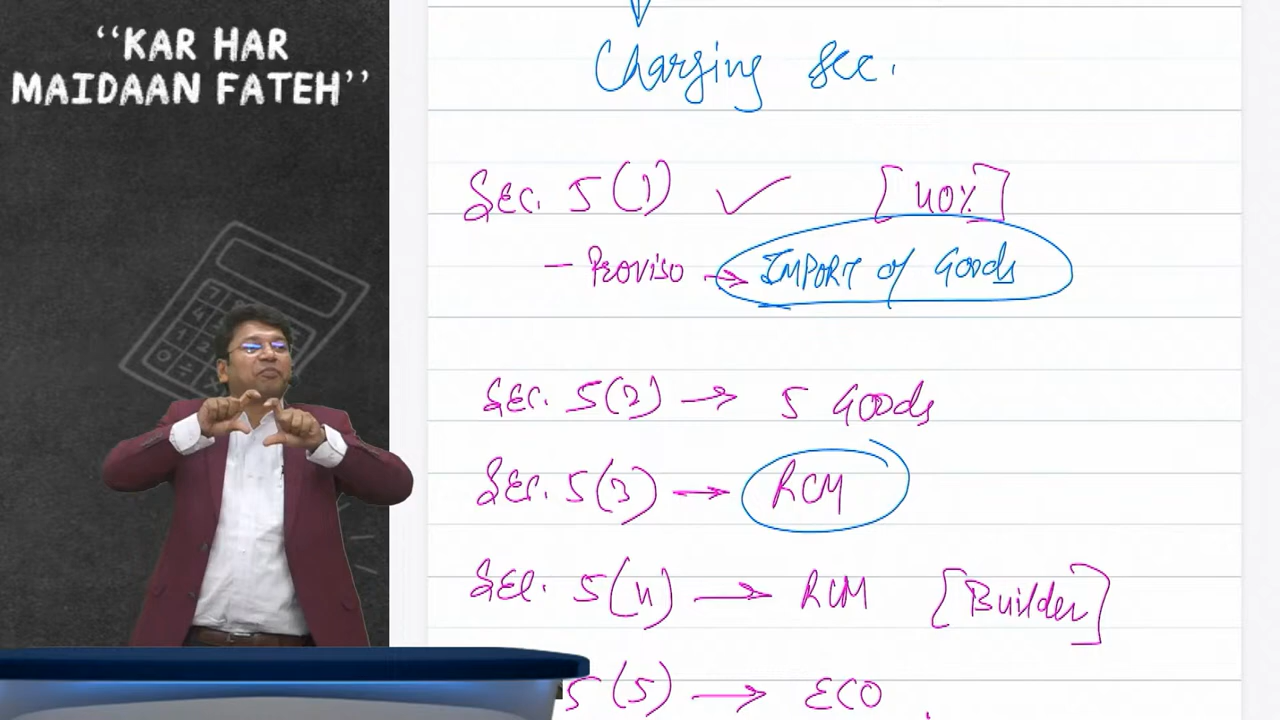 “KAR HAR
MAIDAAN FATEH”
Charging Sec.
Sec. 5(1) ✓ [40%]
- Proviso → IMPORT of Goods
Sec. 5(2) → 5 Goods
Sec. 5(3) → RCM
Sec. 5(4) → RCM [Builder]
5(5) → ECO